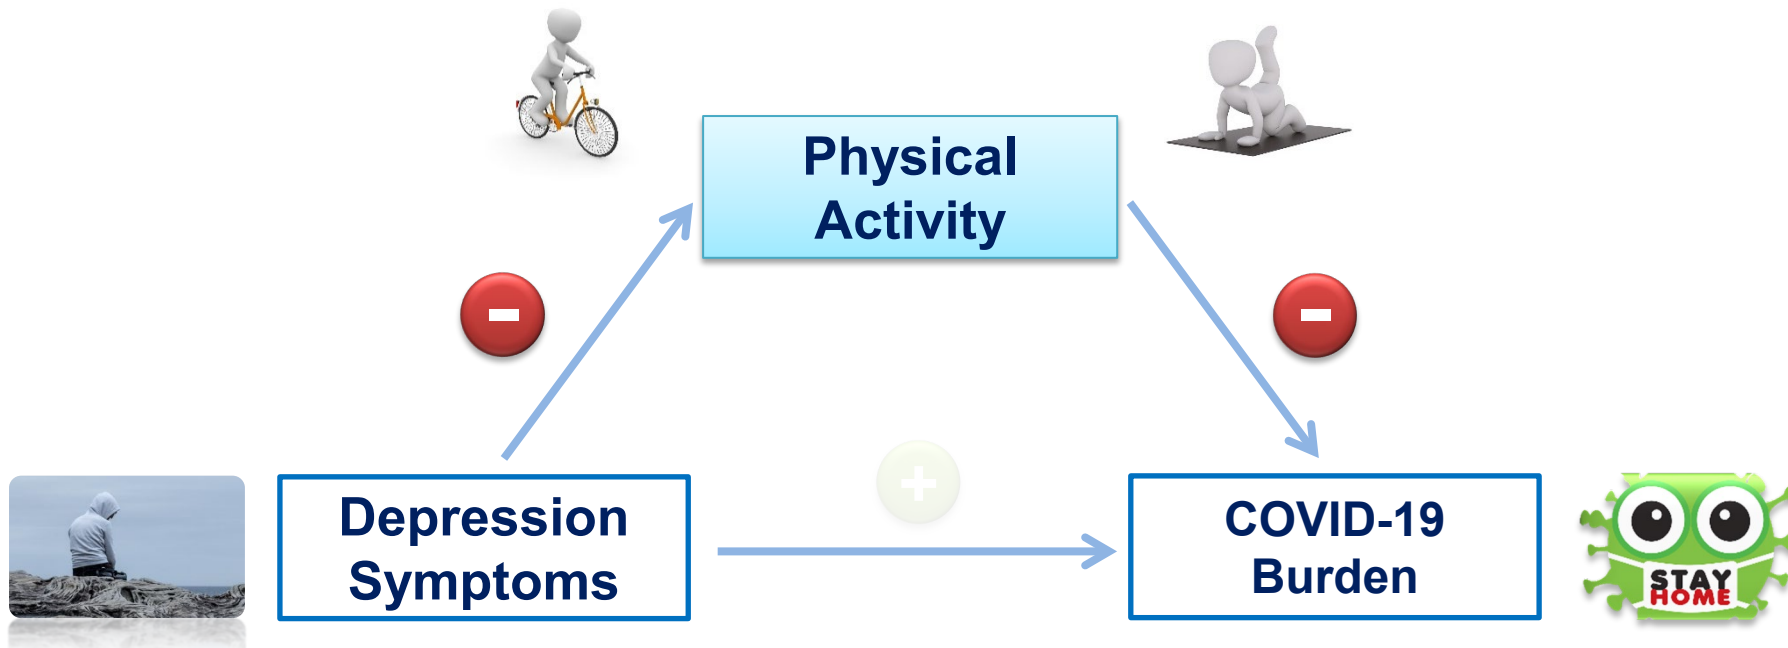 Physical
Activity
−
−
+
Depression
Symptoms
COVID-19
Burden
STAY
HOME